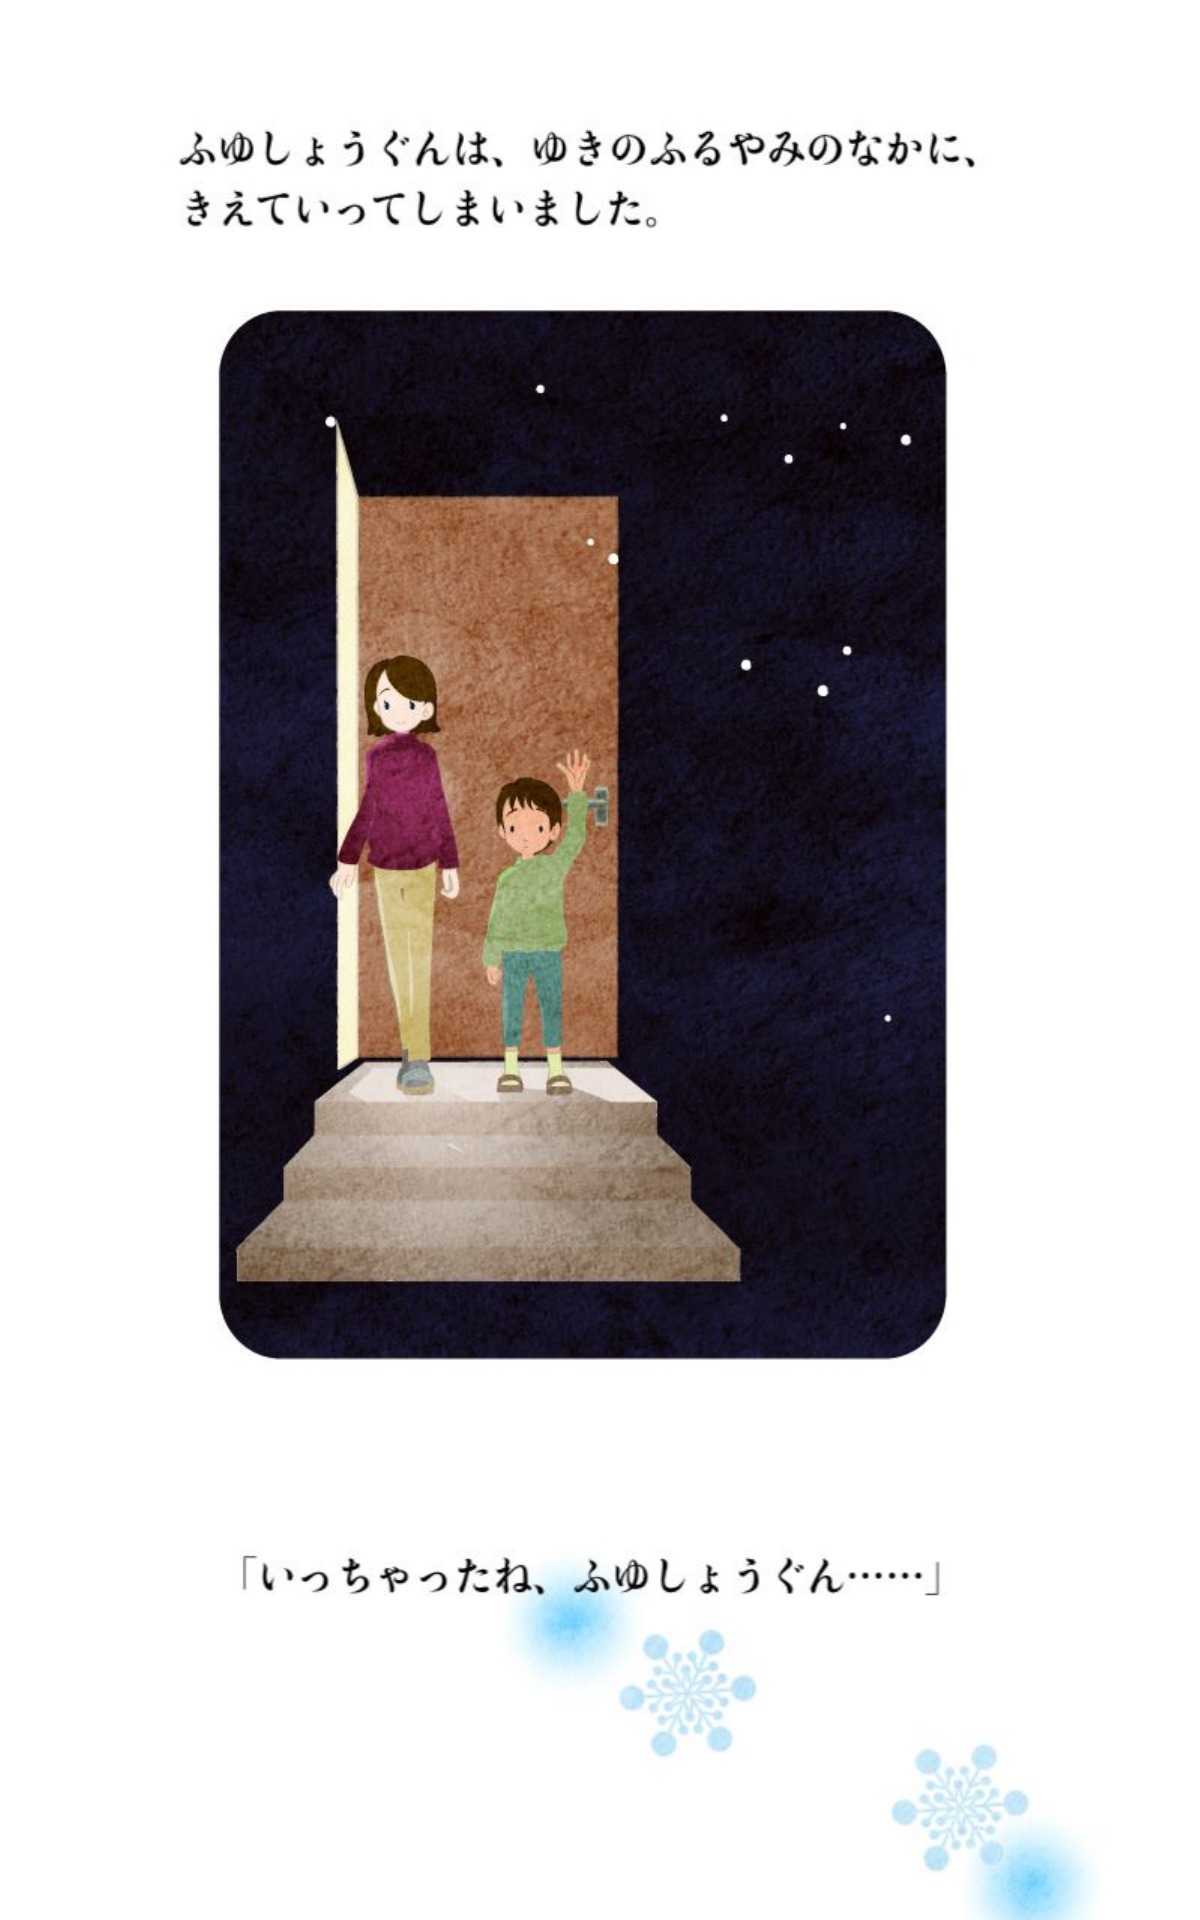 ふゆしょうぐんは、ゆきのふるやみのなかに、
きえていってしまいました。
「いっちゃったね、ふゆしょうぐん……」